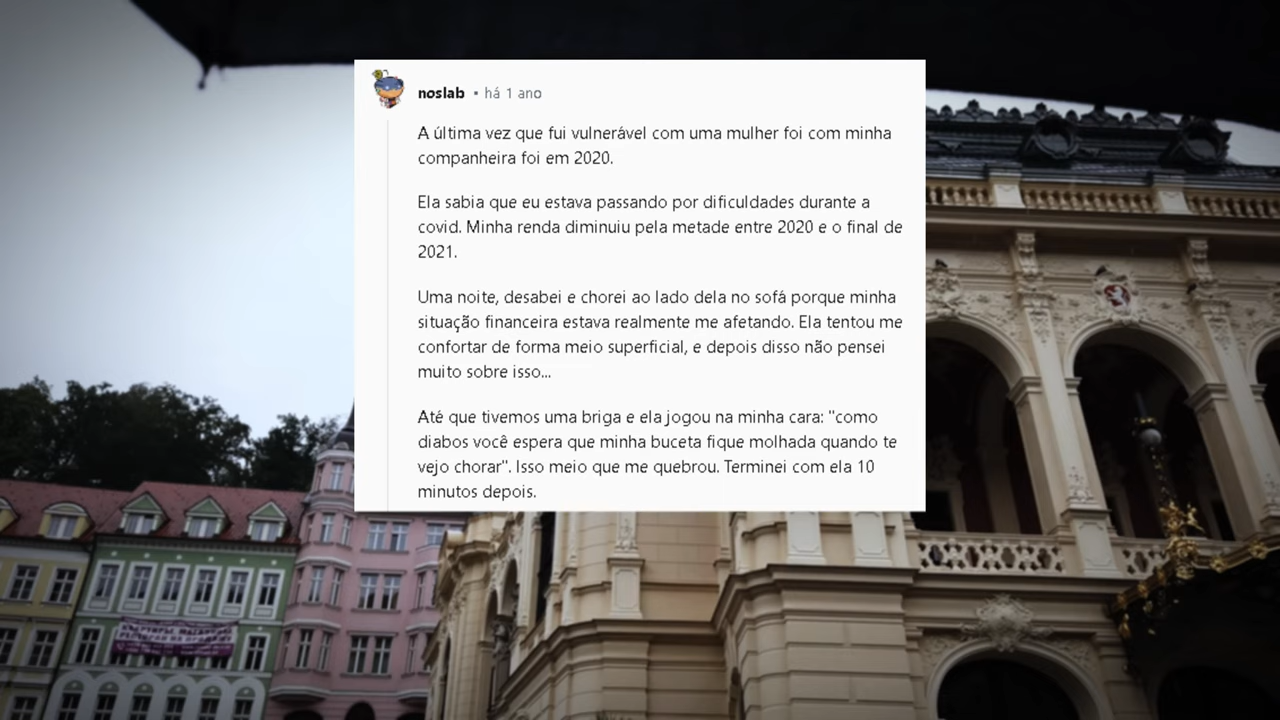 noslab • há 1 ano
A última vez que fui vulnerável com uma mulher foi com minha
companheira foi em 2020.
Ela sabia que eu estava passando por dificuldades durante a
covid. Minha renda diminuiu pela metade entre 2020 e o final de
2021.
Uma noite, desabei e chorei ao lado dela no sofá porque minha
situação financeira estava realmente me afetando. Ela tentou me
confortar de forma meio superficial, e depois disso não pensei
muito sobre isso...
Até que tivemos uma briga e ela jogou na minha cara: "como
diabos você espera que minha buceta fique molhada quando te
vejo chorar". Isso meio que me quebrou. Terminei com ela 10
minutos depois.